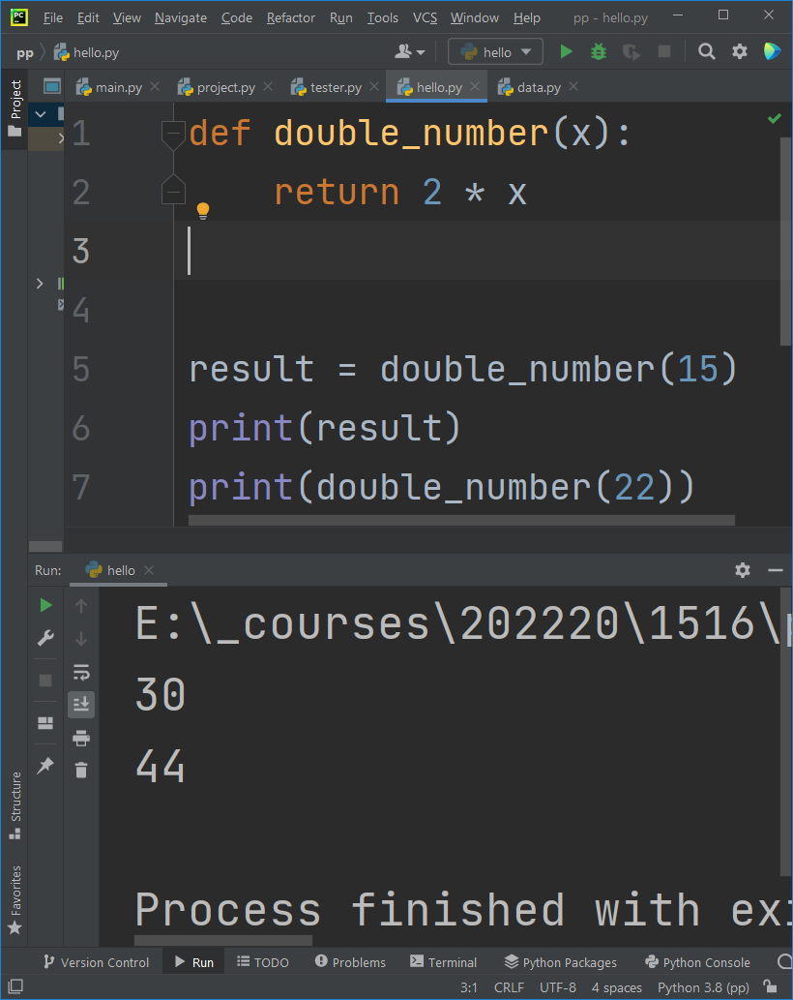 PC File Edit View Navigate Code Refactor Run Tools VCS Window Help pp - hello.py
pp hello.py hello
main.py project.py tester.py hello.py data.py
Project
1 def double_number(x):
2 return 2 * x
3
4
5 result = double_number(15)
6 print(result)
7 print(double_number(22))
Run: hello
E:\_courses\202220\1516\
30
44
Process finished with
Structure
Favorites
Version Control Run TODO Problems Terminal Python Packages Python Console
3:1 CRLF UTF-8 4 spaces Python 3.8 (pp)